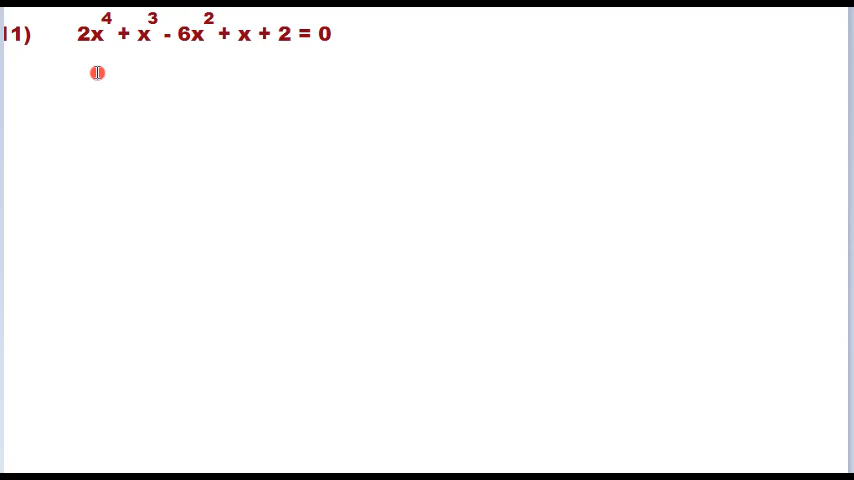 11) 2x⁴ + x³ - 6x² + x + 2 = 0